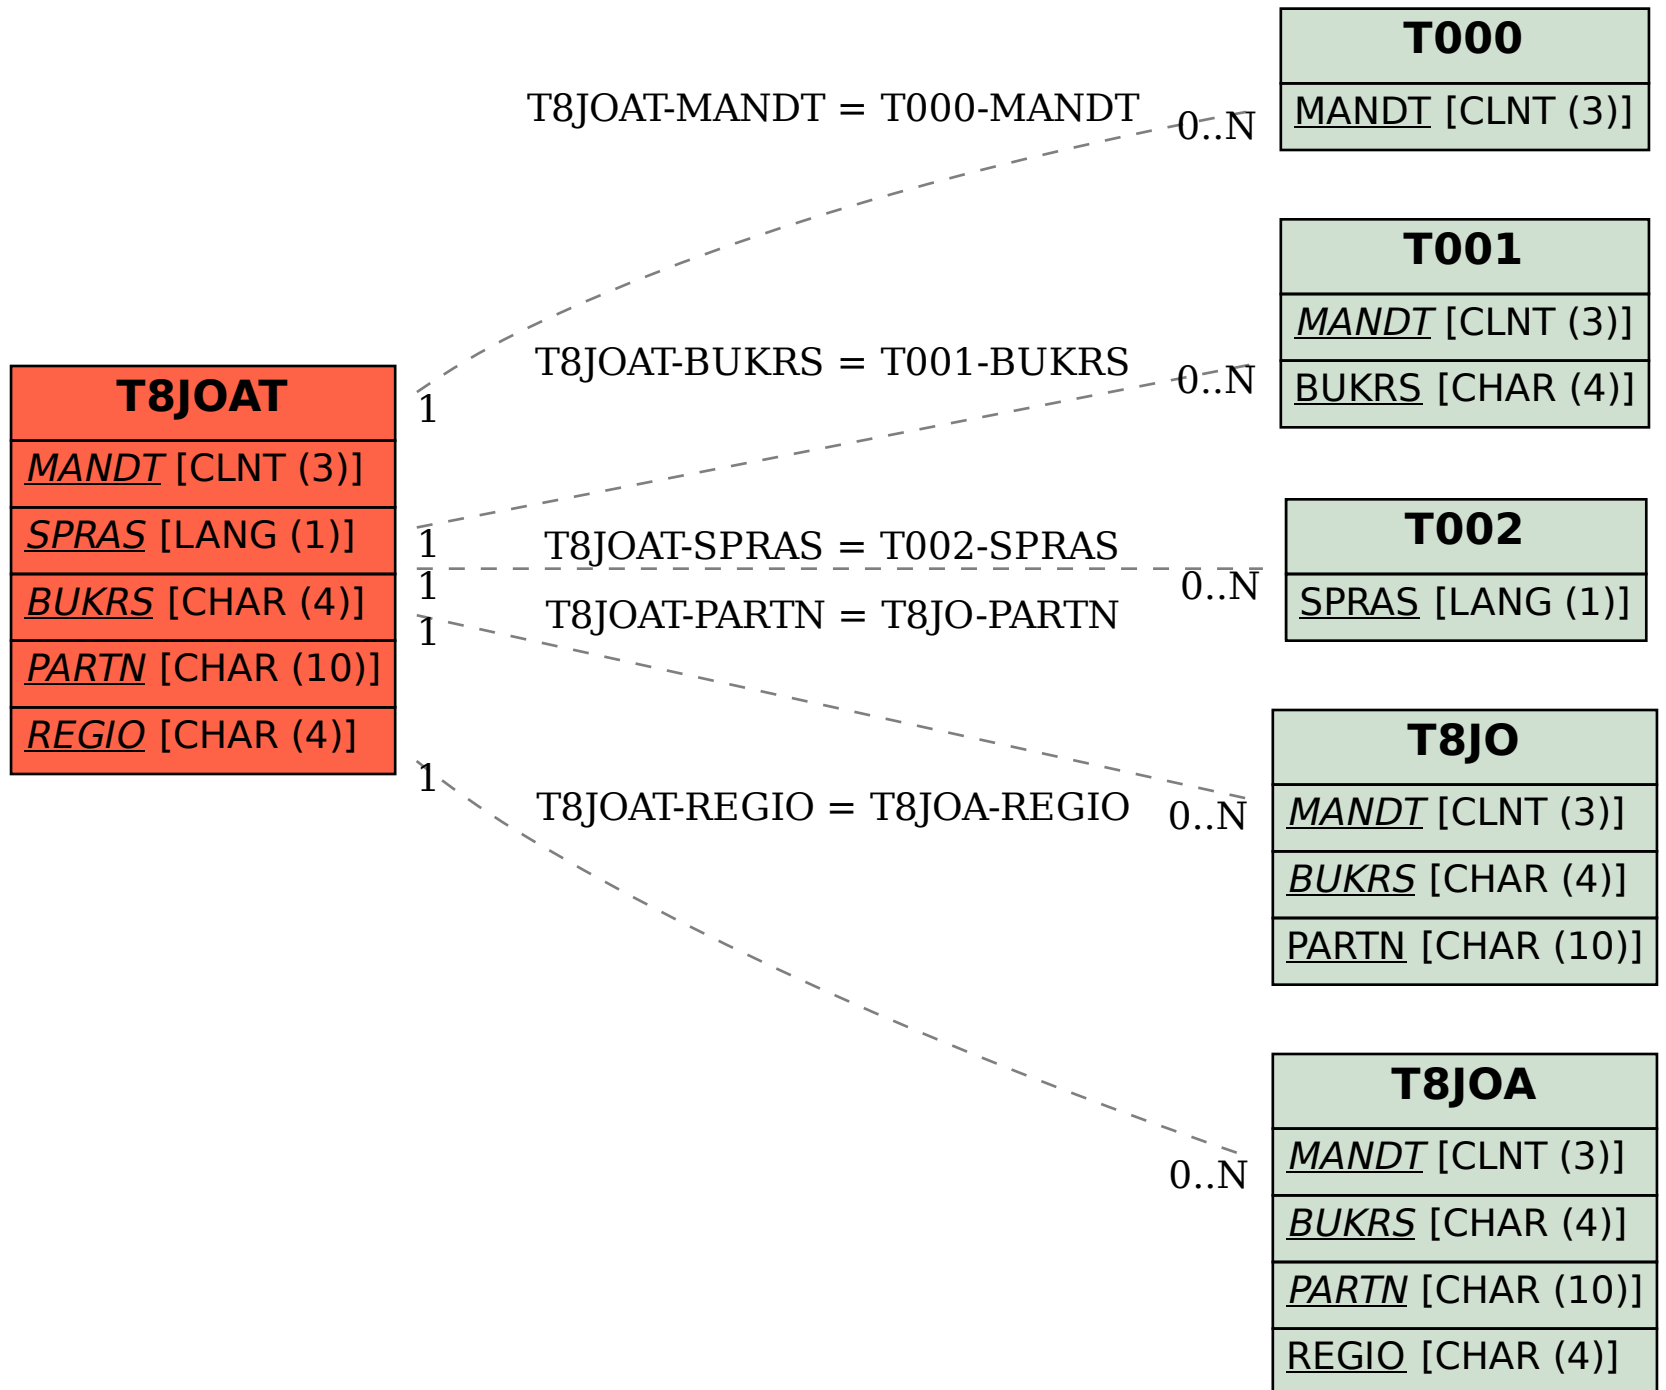 T8JOAT
MANDT [CLNT (3)]
SPRAS [LANG (1)]
BUKRS [CHAR (4)]
PARTN [CHAR (10)]
REGIO [CHAR (4)]
T8JOAT-MANDT = T000-MANDT
1
0..N
T8JOAT-BUKRS = T001-BUKRS
1
0..N
T8JOAT-SPRAS = T002-SPRAS
1
0..N
T8JOAT-PARTN = T8JO-PARTN
1
0..N
T8JOAT-REGIO = T8JOA-REGIO
1
0..N
T000
MANDT [CLNT (3)]
T001
MANDT [CLNT (3)]
BUKRS [CHAR (4)]
T002
SPRAS [LANG (1)]
T8JO
MANDT [CLNT (3)]
BUKRS [CHAR (4)]
PARTN [CHAR (10)]
T8JOA
MANDT [CLNT (3)]
BUKRS [CHAR (4)]
PARTN [CHAR (10)]
REGIO [CHAR (4)]